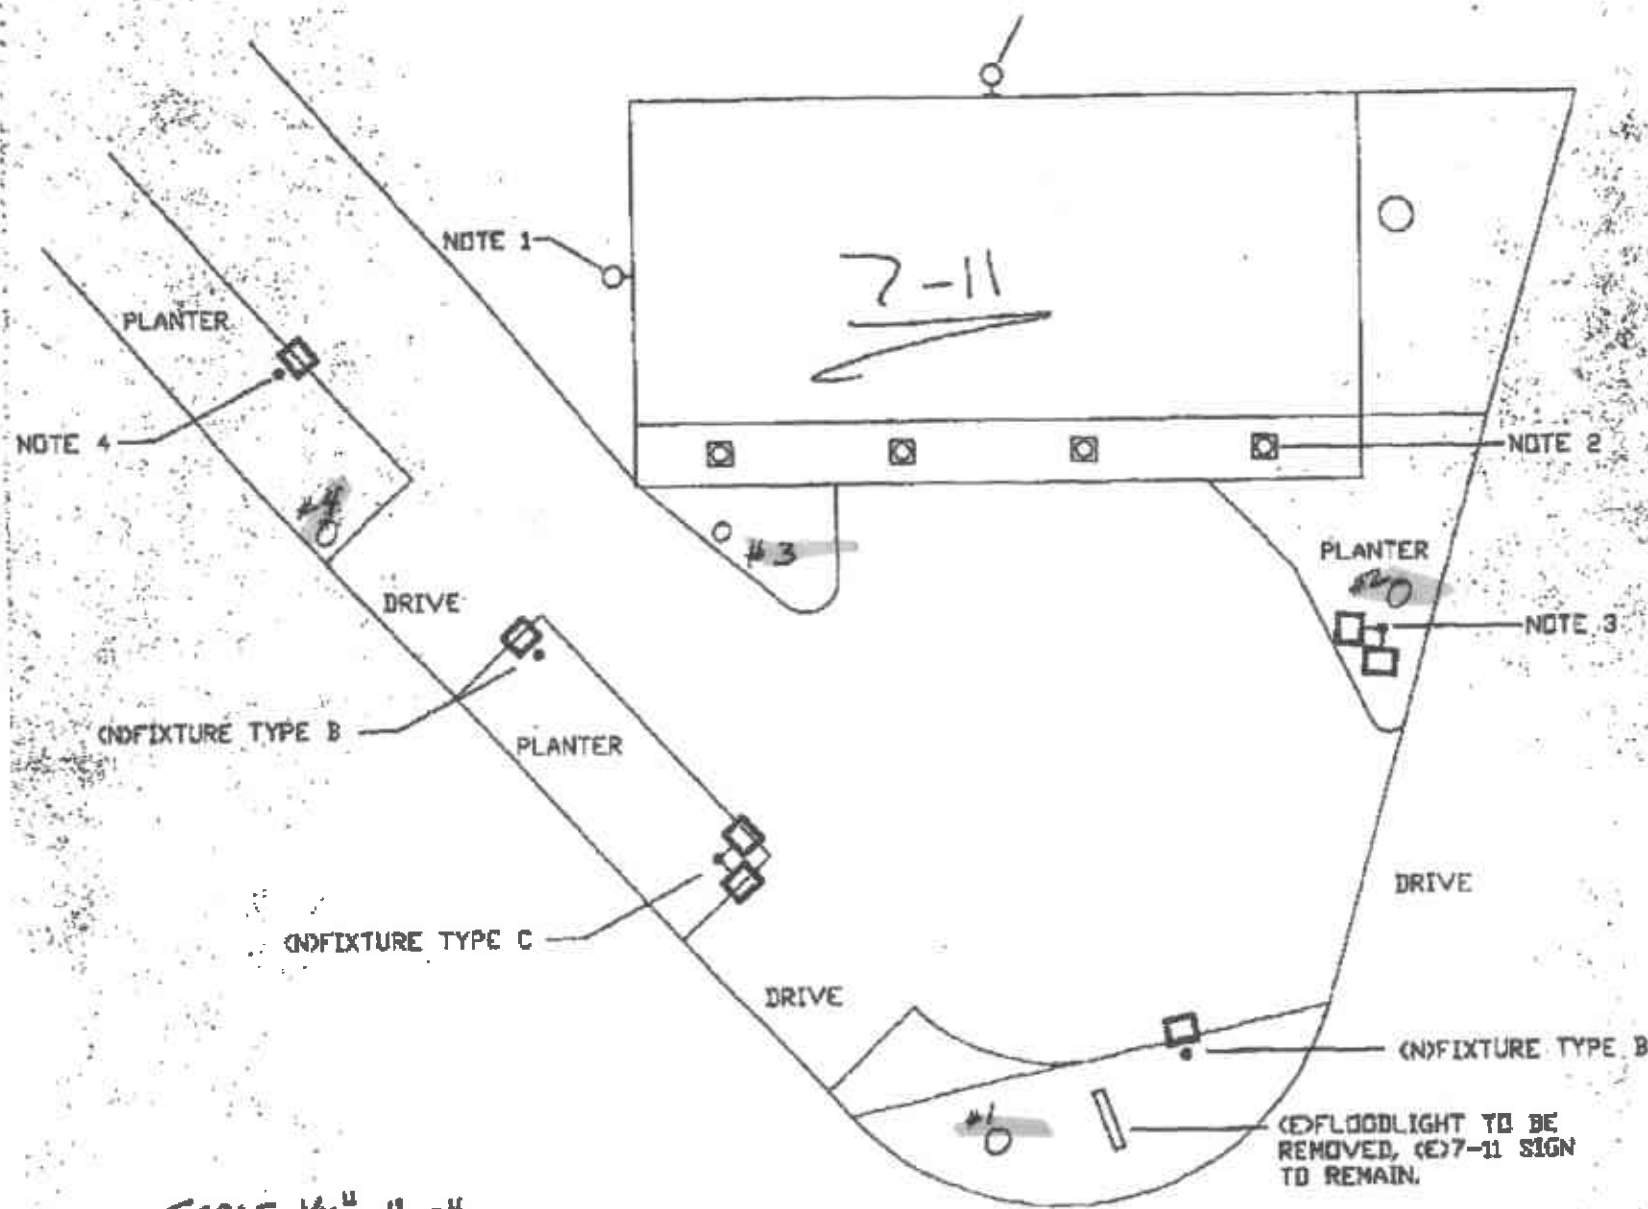 NOTE 1
7-11
PLANTER
NOTE 4
NOTE 2
#4
#3
PLANTER
#2
DRIVE
NOTE 3
(N)FIXTURE TYPE B
PLANTER
DRIVE
(N)FIXTURE TYPE C
DRIVE
(N)FIXTURE TYPE B
#1
(E)FLOODLIGHT TO BE
REMOVED, (E)7-11 SIGN
TO REMAIN.